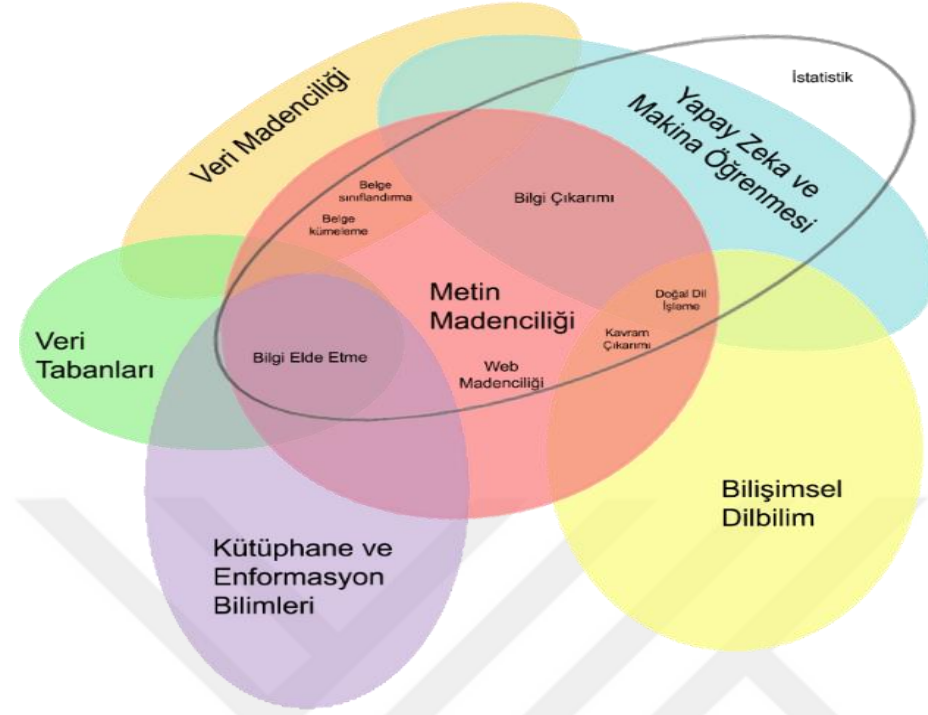 İstatistik
Veri Madenciliği
Yapay Zeka ve
Makina Öğrenmesi
Belge
sınıflandırma
Belge
kümeleme
Bilgi Çıkarımı
Metin
Madenciliği
Doğal Dil
İşleme
Kavram
Çıkarımı
Veri
Tabanları
Bilgi Elde Etme
Web
Madenciliği
Bilişimsel
Dilbilim
Kütüphane ve
Enformasyon
Bilimleri